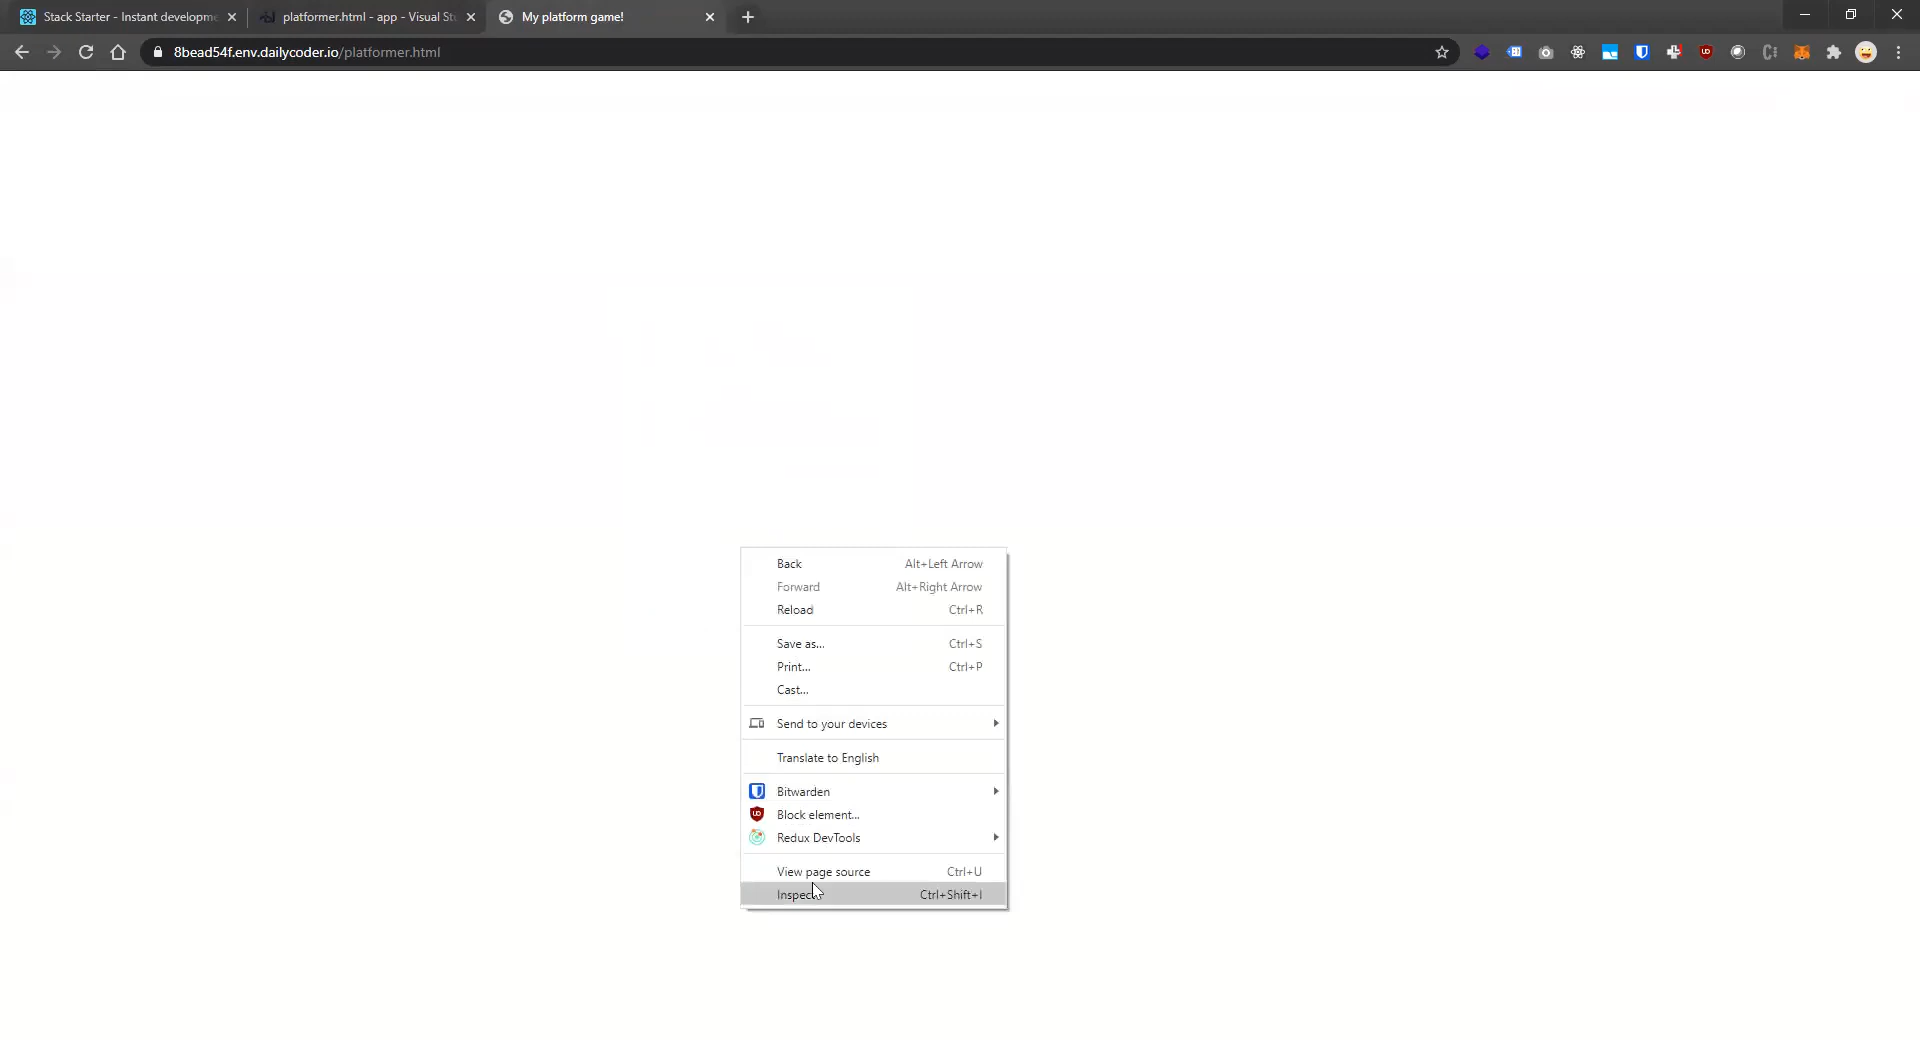 Stack Starter - Instant developme
platformer.html - app - Visual Stu
My platform game!
8bead54f.env.dailycoder.io/platformer.html
Back Alt+Left Arrow
Forward Alt+Right Arrow
Reload Ctrl+R
Save as... Ctrl+S
Print... Ctrl+P
Cast...
Send to your devices
Translate to English
Bitwarden
Block element...
Redux DevTools
View page source Ctrl+U
Inspect Ctrl+Shift+I